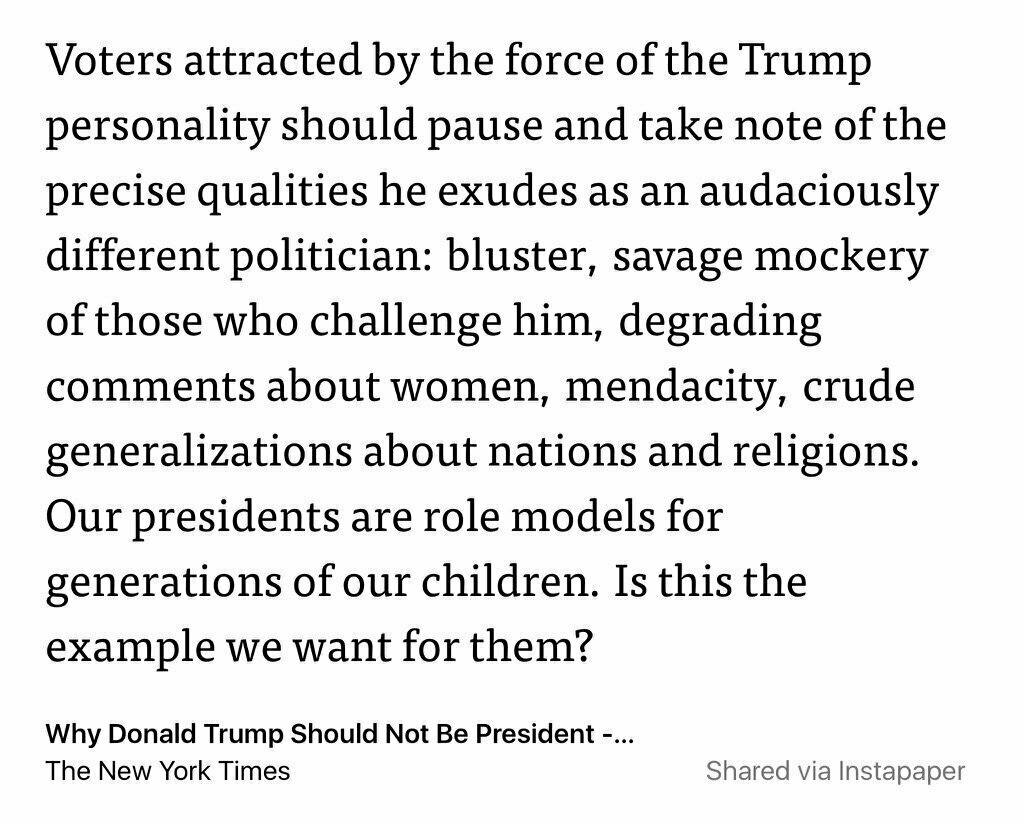 Voters attracted by the force of the Trump
personality should pause and take note of the
precise qualities he exudes as an audaciously
different politician: bluster, savage mockery
of those who challenge him, degrading
comments about women, mendacity, crude
generalizations about nations and religions.
Our presidents are role models for
generations of our children. Is this the
example we want for them?
Why Donald Trump Should Not Be President -...
The New York Times
Shared via Instapaper